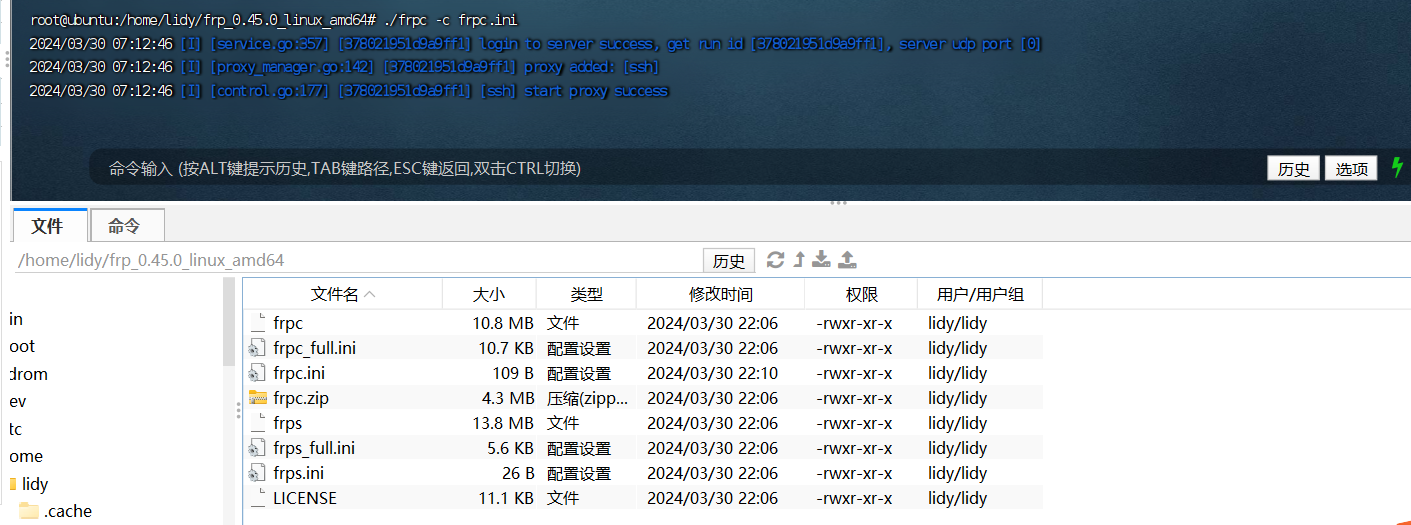 root@ubuntu:/home/lidy/frp_0.45.0_linux_amd64# ./frpc -c frpc.ini
2024/03/30 07:12:46 [I] [service.go:357] [378021951d9a9ff1] login to server success, get run id [378021951d9a9ff1], server udp port [0]
2024/03/30 07:12:46 [I] [proxy_manager.go:142] [378021951d9a9ff1] proxy added: [ssh]
2024/03/30 07:12:46 [I] [control.go:177] [378021951d9a9ff1] [ssh] start proxy success
命令输入 (按ALT键提示历史,TAB键路径,ESC键返回,双击CTRL切换) 历史 选项
文件 命令
/home/lidy/frp_0.45.0_linux_amd64 历史
文件名 大小 类型 修改时间 权限 用户/用户组
frpc 10.8 MB 文件 2024/03/30 22:06 -rwxr-xr-x lidy/lidy
frpc_full.ini 10.7 KB 配置设置 2024/03/30 22:06 -rwxr-xr-x lidy/lidy
frpc.ini 109 B 配置设置 2024/03/30 22:10 -rwxr-xr-x lidy/lidy
frpc.zip 4.3 MB 压缩(zipp... 2024/03/30 22:06 -rwxr-xr-x lidy/lidy
frps 13.8 MB 文件 2024/03/30 22:06 -rwxr-xr-x lidy/lidy
frps_full.ini 5.6 KB 配置设置 2024/03/30 22:06 -rwxr-xr-x lidy/lidy
frps.ini 26 B 配置设置 2024/03/30 22:06 -rwxr-xr-x lidy/lidy
LICENSE 11.1 KB 文件 2024/03/30 22:06 -rwxr-xr-x lidy/lidy
in
oot
drom
ev
tc
ome
lidy
.cache